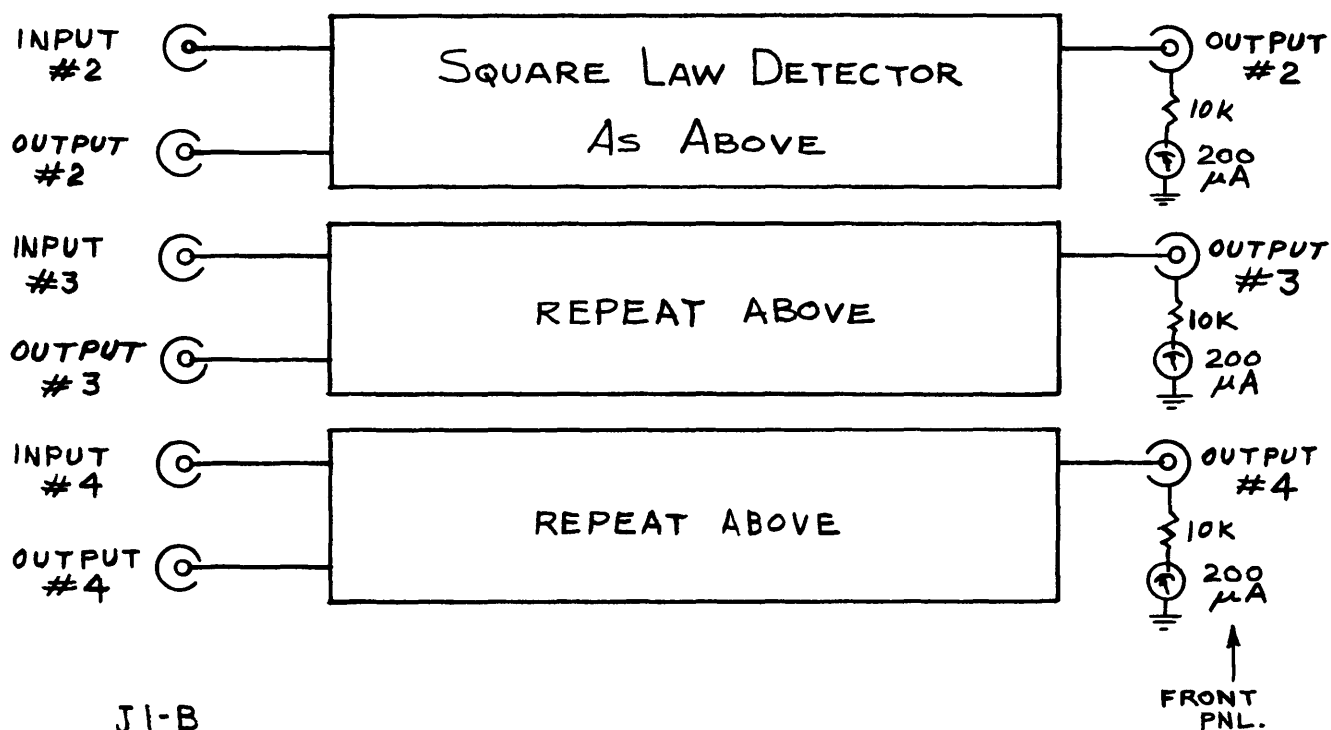 INPUT
#2
OUTPUT
#2
SQUARE LAW DETECTOR
AS ABOVE
OUTPUT
#2
10K
200
µA
INPUT
#3
OUTPUT
#3
REPEAT ABOVE
OUTPUT
#3
10K
200
µA
INPUT
#4
OUTPUT
#4
REPEAT ABOVE
OUTPUT
#4
10K
200
µA
FRONT
PNL.
J1-B